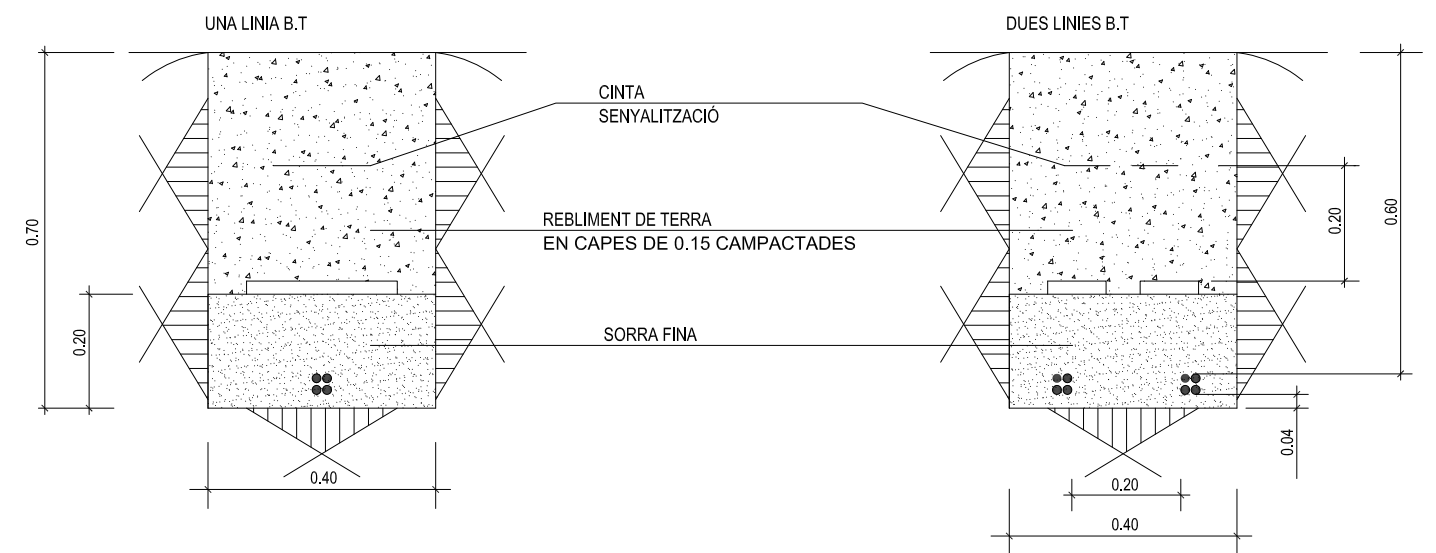 UNA LINIA B.T
DUES LINIES B.T
CINTA
SENYALITZACIÓ
REBLIMENT DE TERRA
EN CAPES DE 0.15 CAMPACTADES
SORRA FINA
0.70
0.20
0.40
0.20
0.60
0.04
0.20
0.40